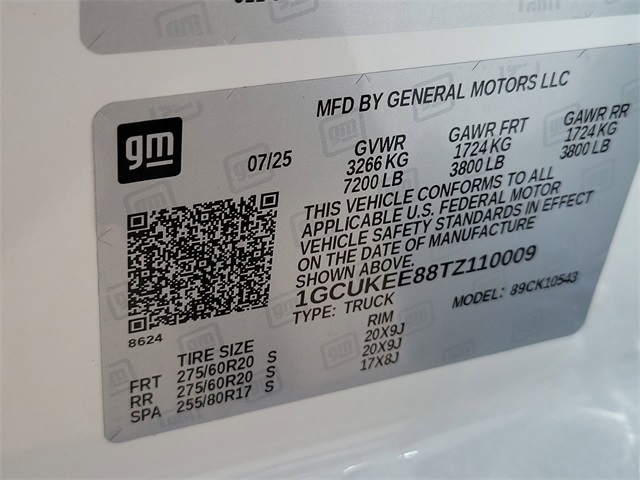 gm
MFD BY GENERAL MOTORS LLC
07/25
GVWR GAWR FRT GAWR RR
3266 KG 1724 KG 1724 KG
7200 LB 3800 LB 3800 LB
THIS VEHICLE CONFORMS TO ALL
APPLICABLE U.S. FEDERAL MOTOR
VEHICLE SAFETY STANDARDS IN EFFECT
ON THE DATE OF MANUFACTURE
SHOWN ABOVE.
1GCUKEE88TZ110009
TYPE: TRUCK MODEL: 89CK10543
8624
TIRE SIZE RIM
FRT 275/60R20 S 20X9J
RR 275/60R20 S 20X9J
SPA 255/80R17 S 17X8J